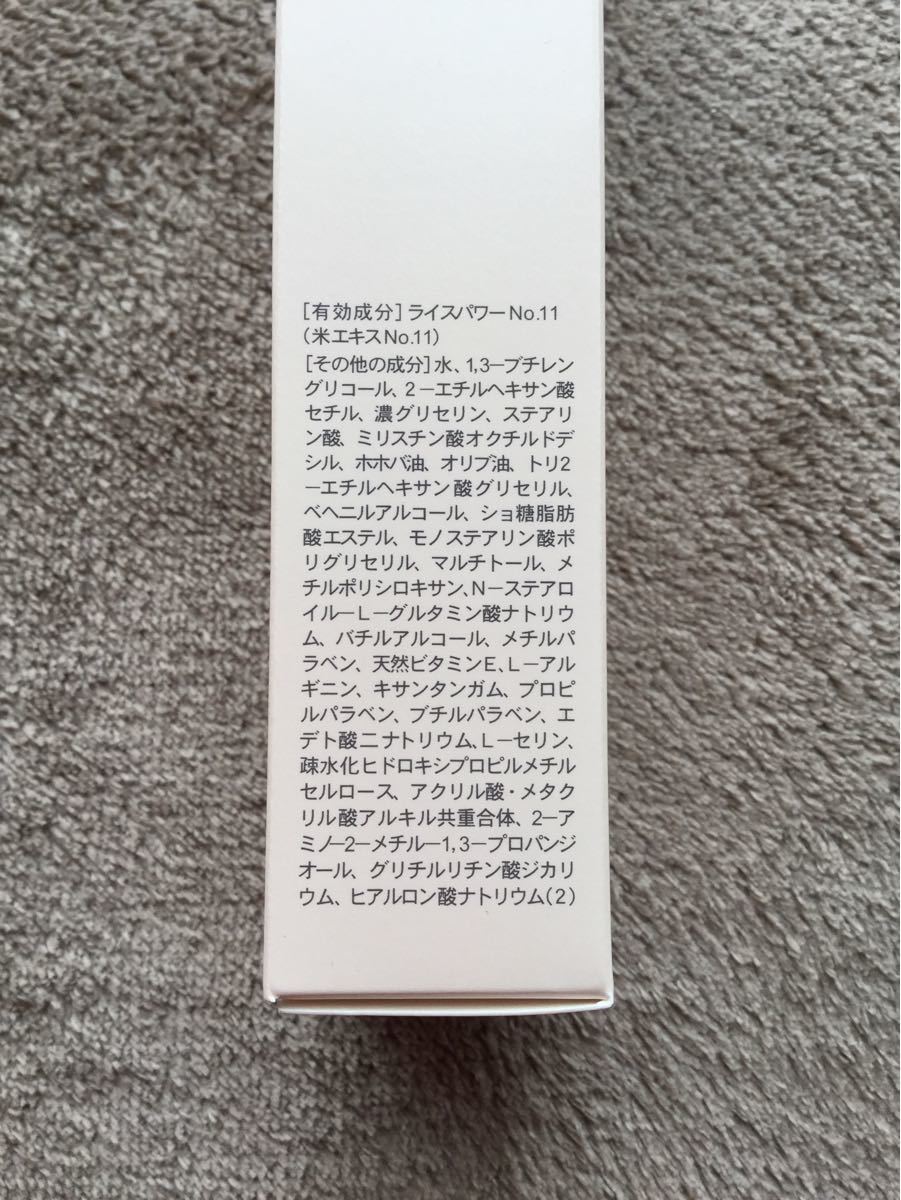 [有効成分]ライスパワーNo.11
(米エキスNo.11)
[その他の成分]水、1,3−ブチレン
グリコール、2−エチルヘキサン酸
セチル、濃グリセリン、ステアリ
ン酸、ミリスチン酸オクチルドデ
シル、ホホバ油、オリブ油、トリ2
−エチルヘキサン酸グリセリル、
ベヘニルアルコール、ショ糖脂肪
酸エステル、モノステアリン酸ポ
リグリセリル、マルチトール、メ
チルポリシロキサン、N−ステアロ
イル−L−グルタミン酸ナトリウ
ム、バチルアルコール、メチルパ
ラベン、天然ビタミンE、L−アル
ギニン、キサンタンガム、プロピ
ルパラベン、ブチルパラベン、エ
デト酸二ナトリウム、L−セリン、
疎水化ヒドロキシプロピルメチル
セルロース、アクリル酸・メタク
リル酸アルキル共重合体、2−ア
ミノ−2−メチル−1,3−プロパンジ
オール、グリチルリチン酸ジカリ
ウム、ヒアルロン酸ナトリウム(2)